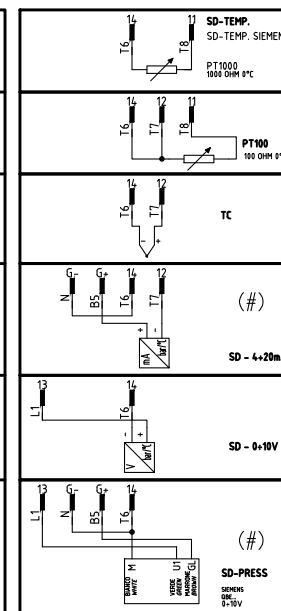 14 11
T6 T8
SD-TEMP.
SD-TEMP. SIEMEN
PT1000
1000 OHM 0°C
14 12 11
T6 T7 T8
PT100
100 OHM 0°
14 12
T6 T7
- +
TC
G- G+ 14 12
N B5 T6 T7
(#)
+ -
mA bar/°C
SD - 4÷20m
13 14
L1 T6
- +
V bar/°C
SD - 0÷10V
13 G- G+ 14
L1 N B5 T6
(#)
M U1 GL
BIANCO
WHITE
VERDE
GREEN
MARRONE
BROWN
SD-PRESS
SIEMENS
QBE..
0÷10V